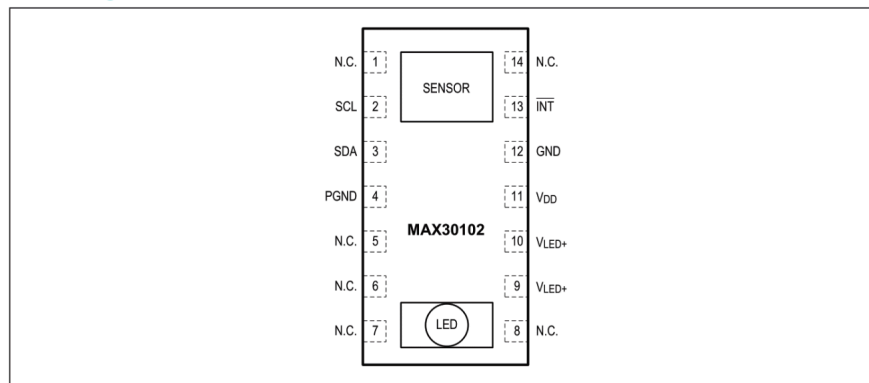 N.C. 1
14 N.C.
SENSOR
SCL 2
13 I̅N̅T̅
SDA 3
12 GND
PGND 4
11 VDD
MAX30102
N.C. 5
10 VLED+
N.C. 6
9 VLED+
N.C. 7
LED
8 N.C.